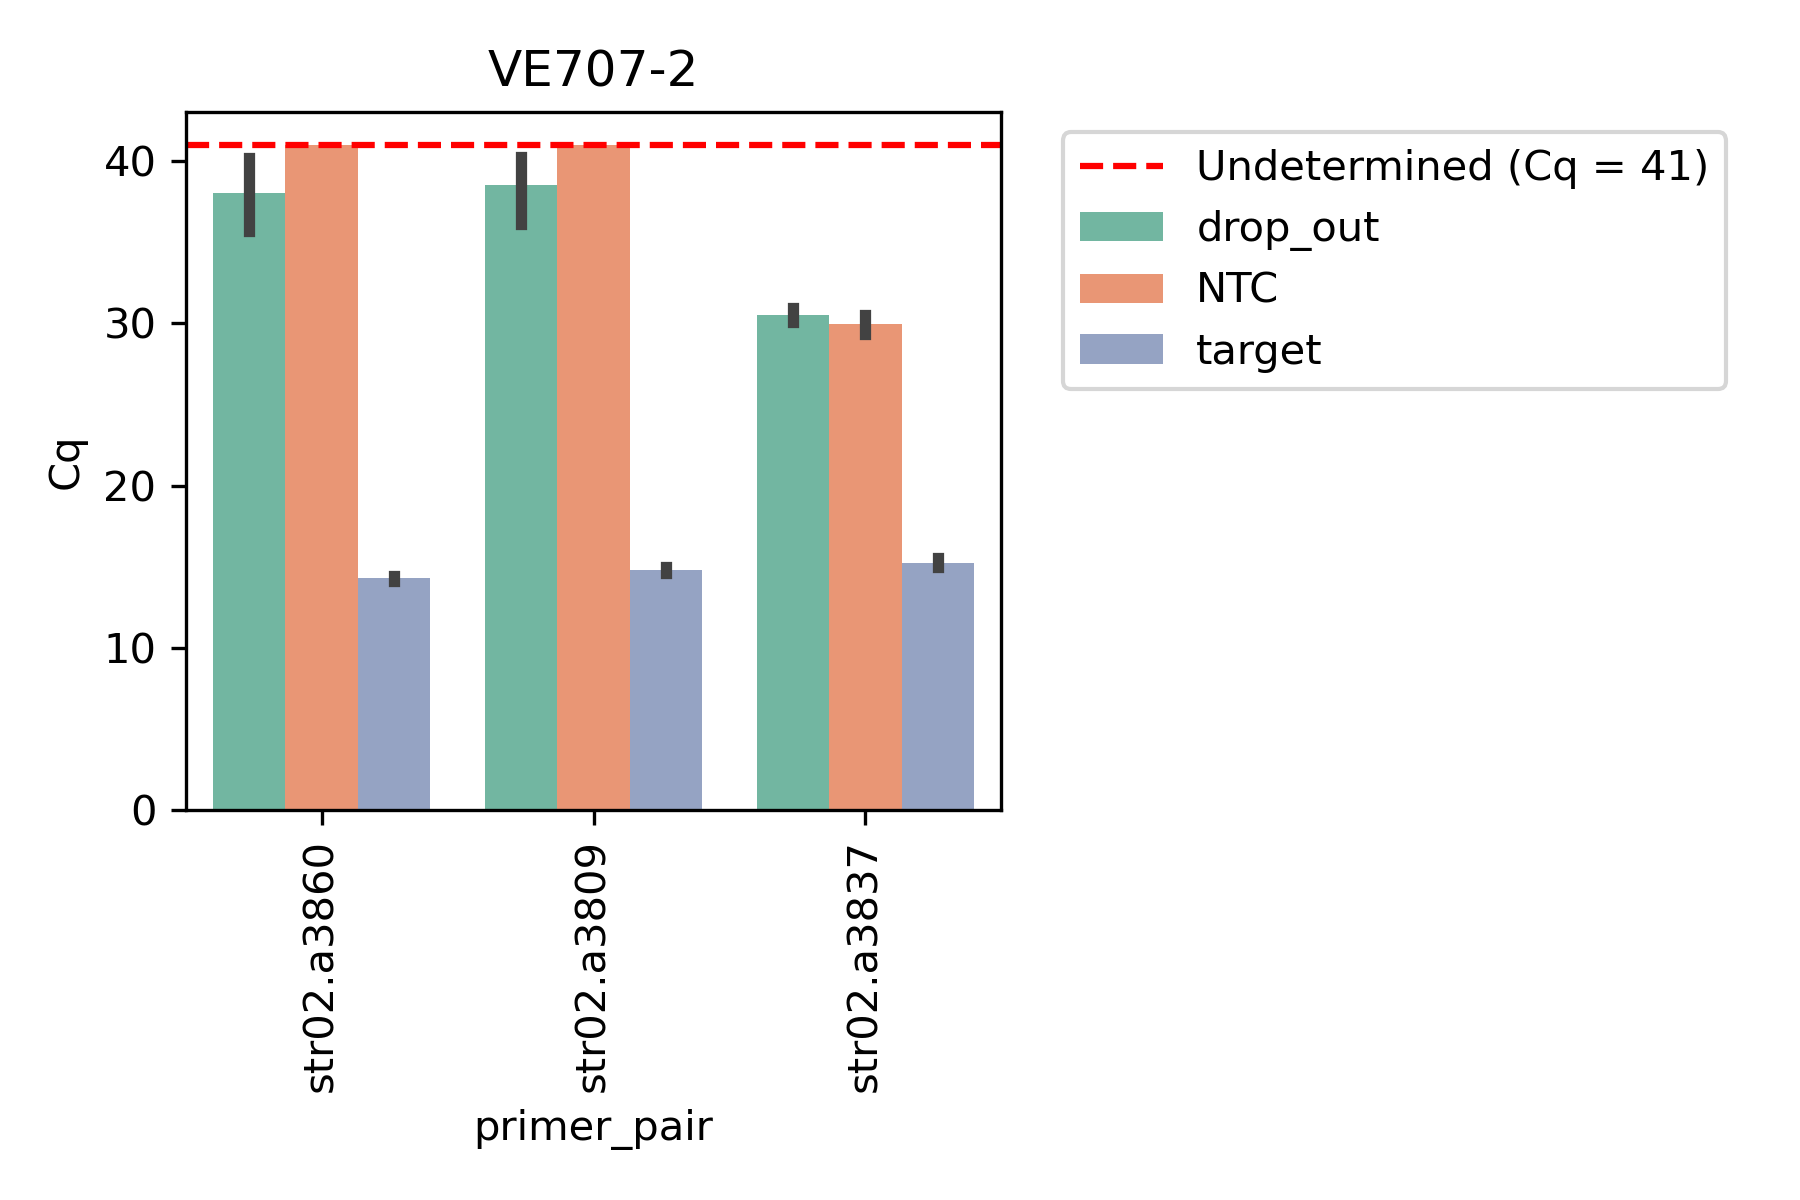 VE707-2
Cq
40
30
20
10
0
str02.a3860
str02.a3809
str02.a3837
primer_pair
Undetermined (Cq = 41)
drop_out
NTC
target